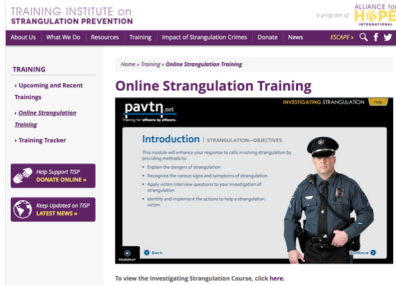 TRAINING INSTITUTE on
STRANGULATION PREVENTION
a program of
ALLIANCE for
HOPE
INTERNATIONAL
About Us What We Do Resources Training Impact of Strangulation Crimes Donate News ESCAPE »
TRAINING
› Upcoming and Recent
Trainings
› Online Strangulation
Training
› Training Tracker
Help Support TISP
DONATE ONLINE »
Keep Updated on TISP
LATEST NEWS »
Home » Training » Online Strangulation Training
Online Strangulation Training
pavtn.net
Training for officers by officers.
INVESTIGATING STRANGULATION Help
Introduction | STRANGULATION—OBJECTIVES
This module will enhance your response to calls involving strangulation by
providing methods to:
• Explain the dangers of strangulation
• Recognize the various signs and symptoms of strangulation
• Apply victim interview questions to your investigation of
strangulation
• Identify and implement the actions to help a strangulation
victim
Back Continue
To view the Investigating Strangulation Course, click here.